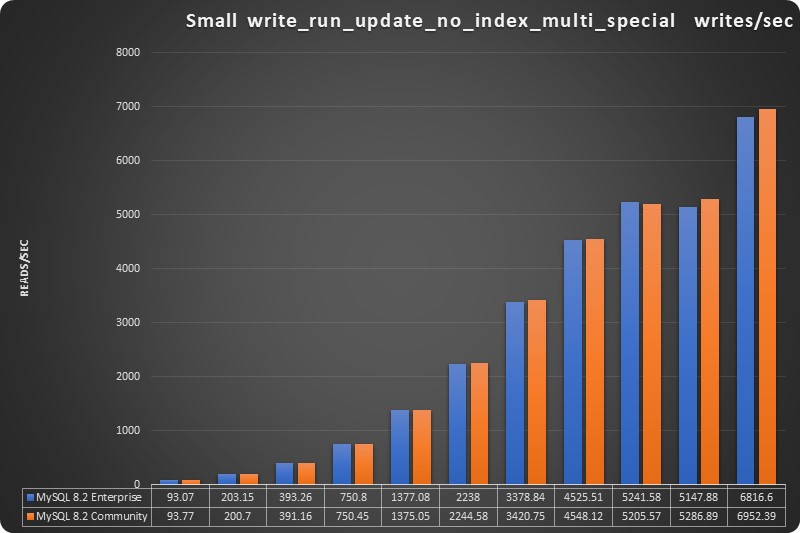 Small write_run_update_no_index_multi_special writes/sec
8000
7000
6000
5000
4000
3000
2000
1000
0
READS/SEC
MySQL 8.2 Enterprise 93.07 203.15 393.26 750.8 1377.08 2238 3378.84 4525.51 5241.58 5147.88 6816.6
MySQL 8.2 Community 93.77 200.7 391.16 750.45 1375.05 2244.58 3420.75 4548.12 5205.57 5286.89 6952.39